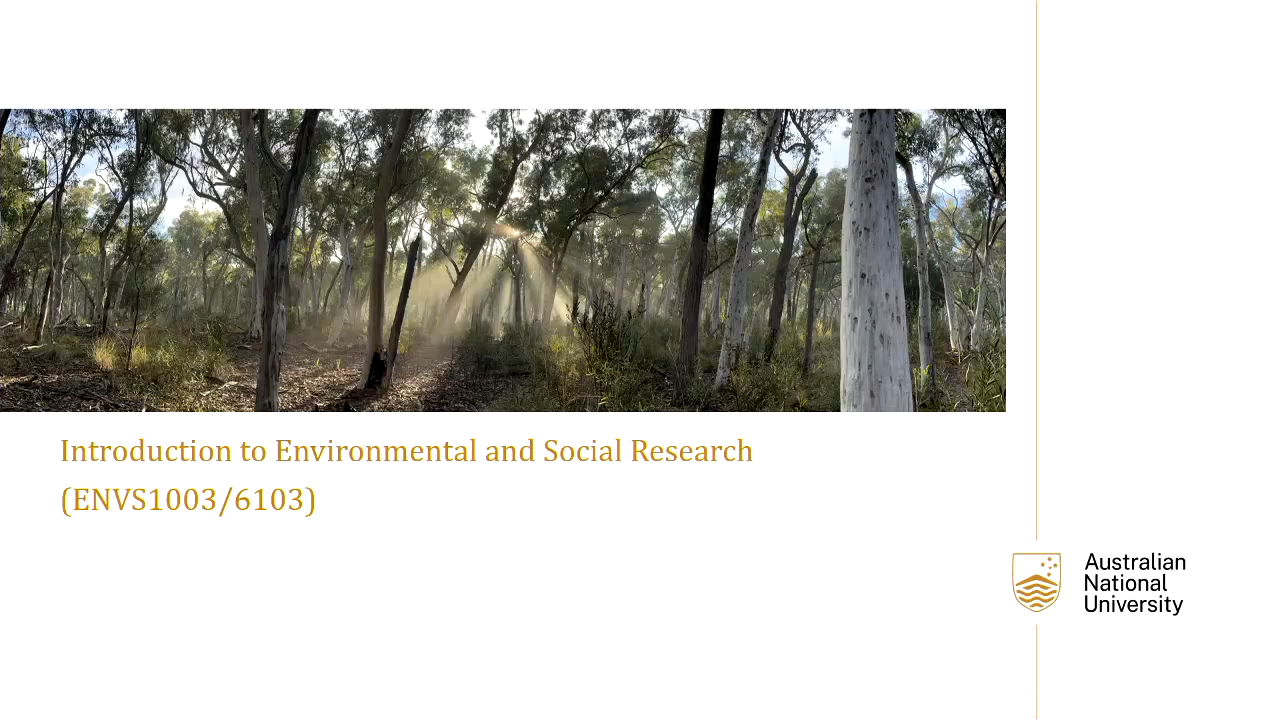 Introduction to Environmental and Social Research
(ENVS1003/6103)
Australian
National
University